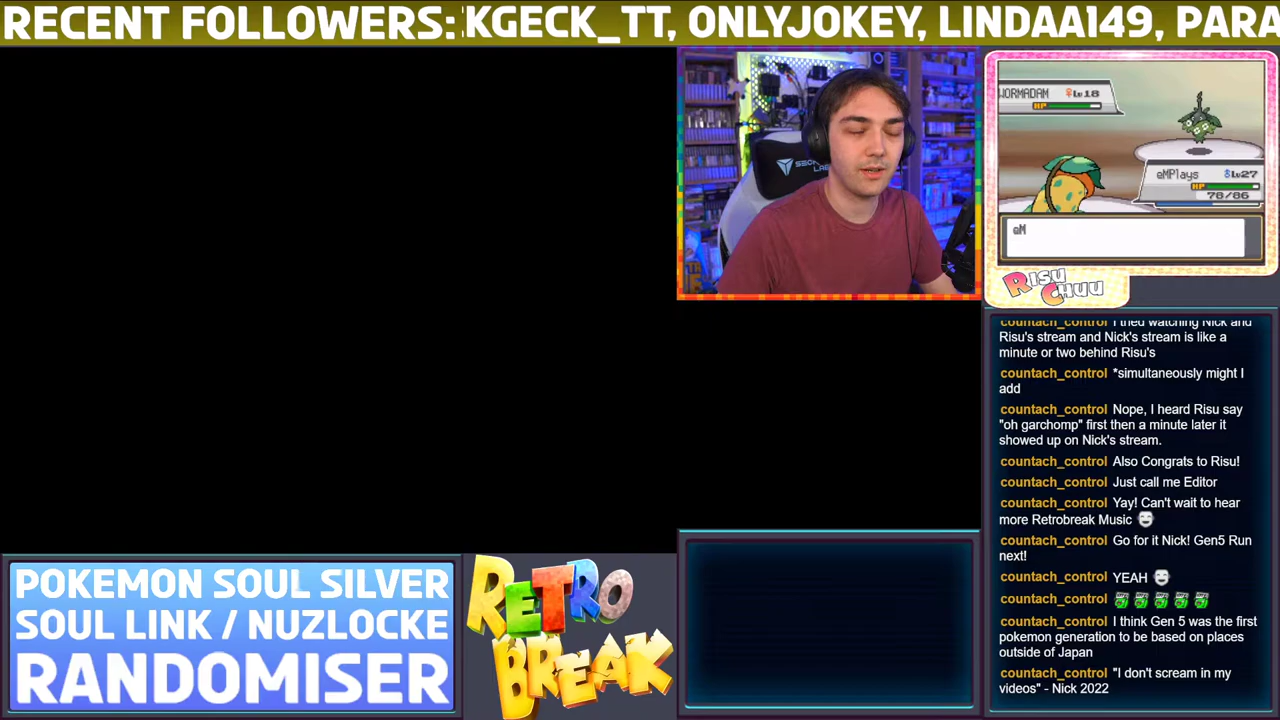 RECENT FOLLOWERS: KGECK_TT, ONLYJOKEY, LINDAA149, PARA
WORMADAM ♀Lv18
HP
eMPlays ♂Lv27
HP
78/86
eM
RISU
CHUU
SECRETLAB
countach_control I tried watching Nick and
Risu's stream and Nick's stream is like a
minute or two behind Risu's
countach_control *simultaneously might I
add
countach_control Nope, I heard Risu say
"oh garchomp" first then a minute later it
showed up on Nick's stream.
countach_control Also Congrats to Risu!
countach_control Just call me Editor
countach_control Yay! Can't wait to hear
more Retrobreak Music
countach_control Go for it Nick! Gen5 Run
next!
countach_control YEAH
countach_control
countach_control I think Gen 5 was the first
pokemon generation to be based on places
outside of Japan
countach_control "I don't scream in my
videos" - Nick 2022
POKEMON SOUL SILVER
SOUL LINK / NUZLOCKE
RANDOMISER
RETRO
BREAK